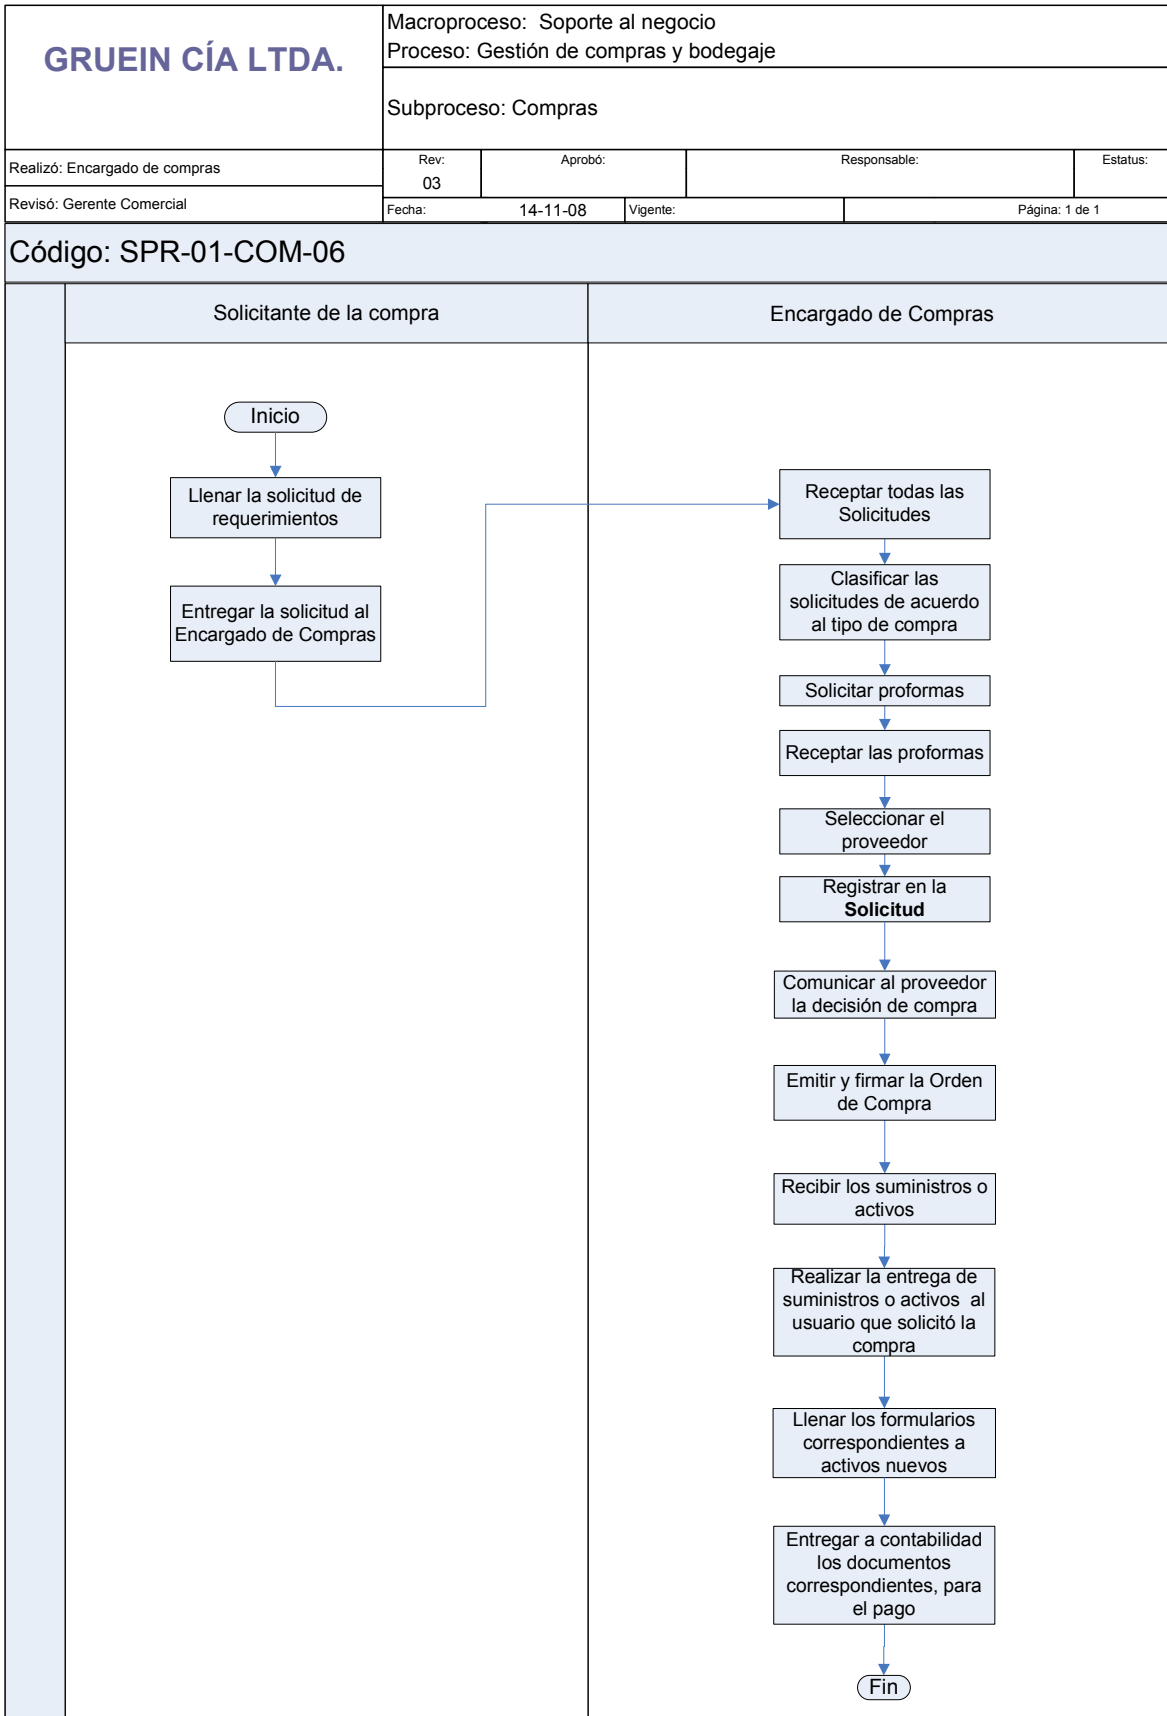 GRUEIN CÍA LTDA.
Macroproceso: Soporte al negocio
Proceso: Gestión de compras y bodegaje
Subproceso: Compras
Realizó: Encargado de compras
Revisó: Gerente Comercial
Rev:
03
Aprobó:
Responsable:
Estatus:
Fecha:
14-11-08
Vigente:
Página: 1 de 1
Código: SPR-01-COM-06
Solicitante de la compra
Encargado de Compras
Inicio
Llenar la solicitud de
requerimientos
Entregar la solicitud al
Encargado de Compras
Receptar todas las
Solicitudes
Clasificar las
solicitudes de acuerdo
al tipo de compra
Solicitar proformas
Receptar las proformas
Seleccionar el
proveedor
Registrar en la
Solicitud
Comunicar al proveedor
la decisión de compra
Emitir y firmar la Orden
de Compra
Recibir los suministros o
activos
Realizar la entrega de
suministros o activos al
usuario que solicitó la
compra
Llenar los formularios
correspondientes a
activos nuevos
Entregar a contabilidad
los documentos
correspondientes, para
el pago
Fin